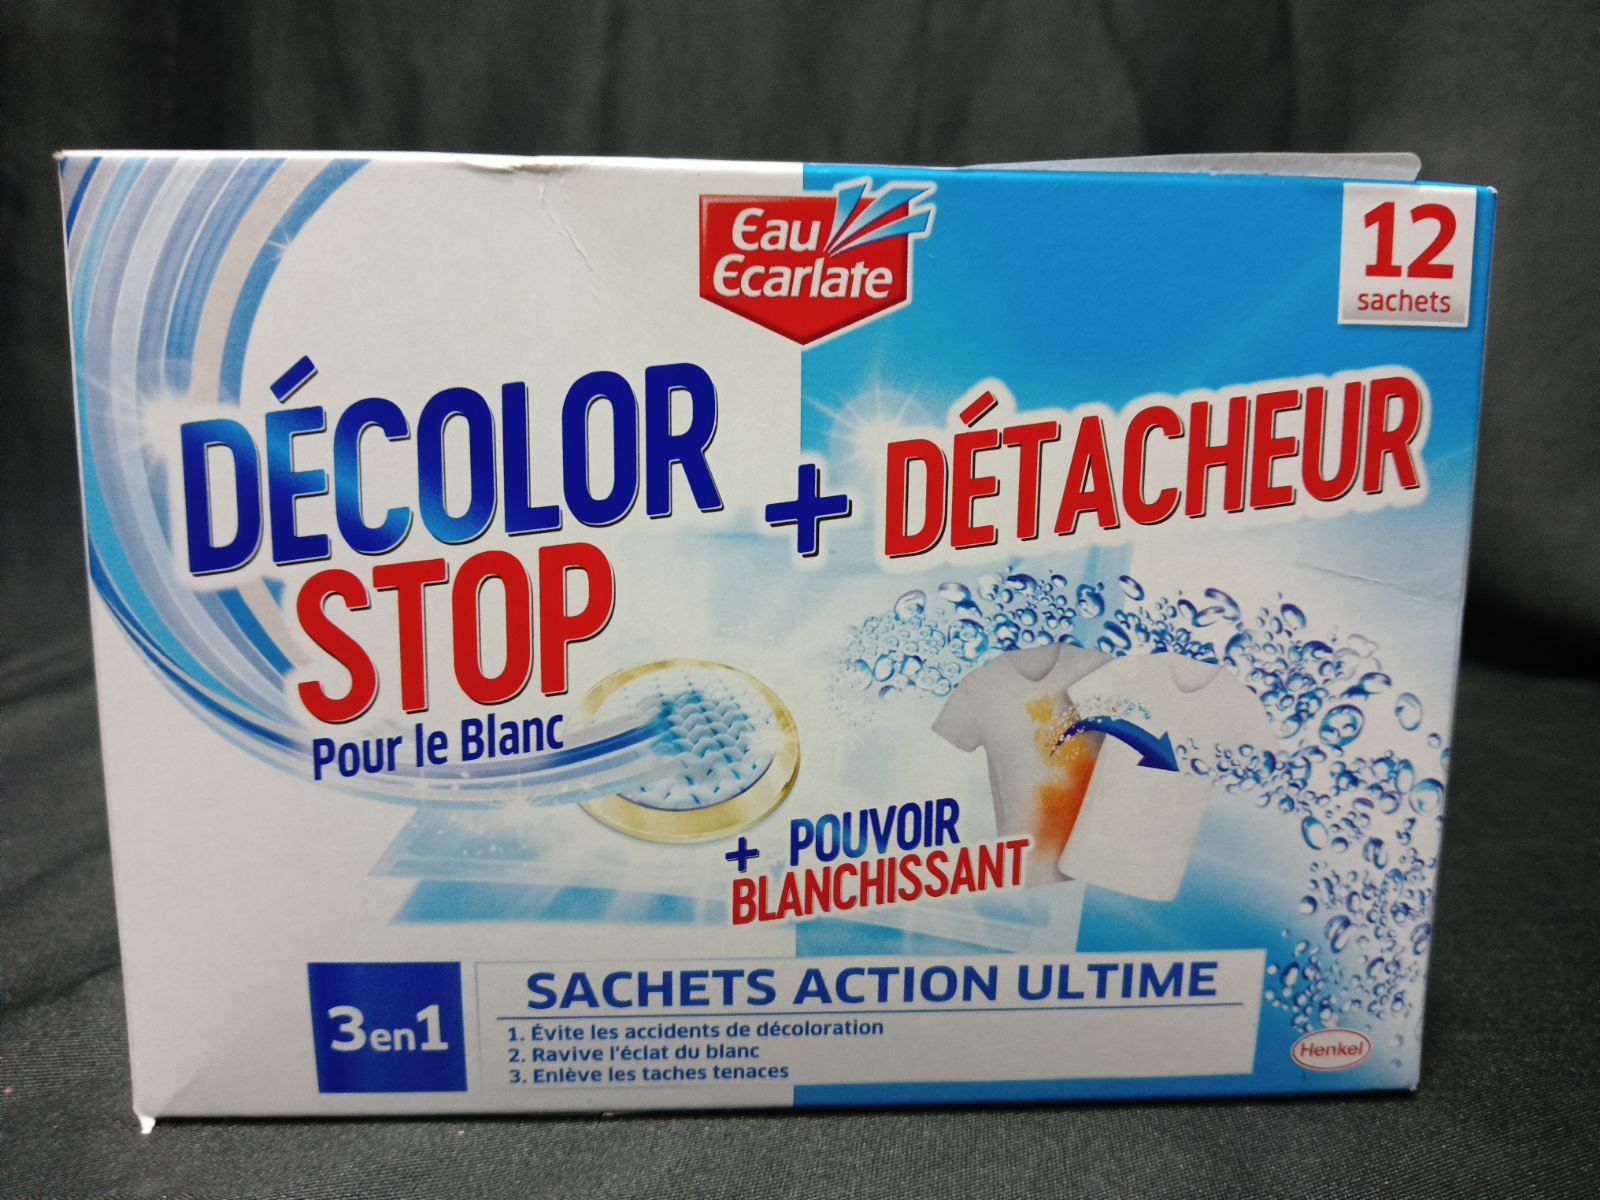 Eau
Ecarlate
12
sachets
DÉCOLOR
STOP
Pour le Blanc
+ DÉTACHEUR
+ POUVOIR
BLANCHISSANT
3en1
SACHETS ACTION ULTIME
1. Évite les accidents de décoloration
2. Ravive l'éclat du blanc
3. Enlève les taches tenaces
Henkel